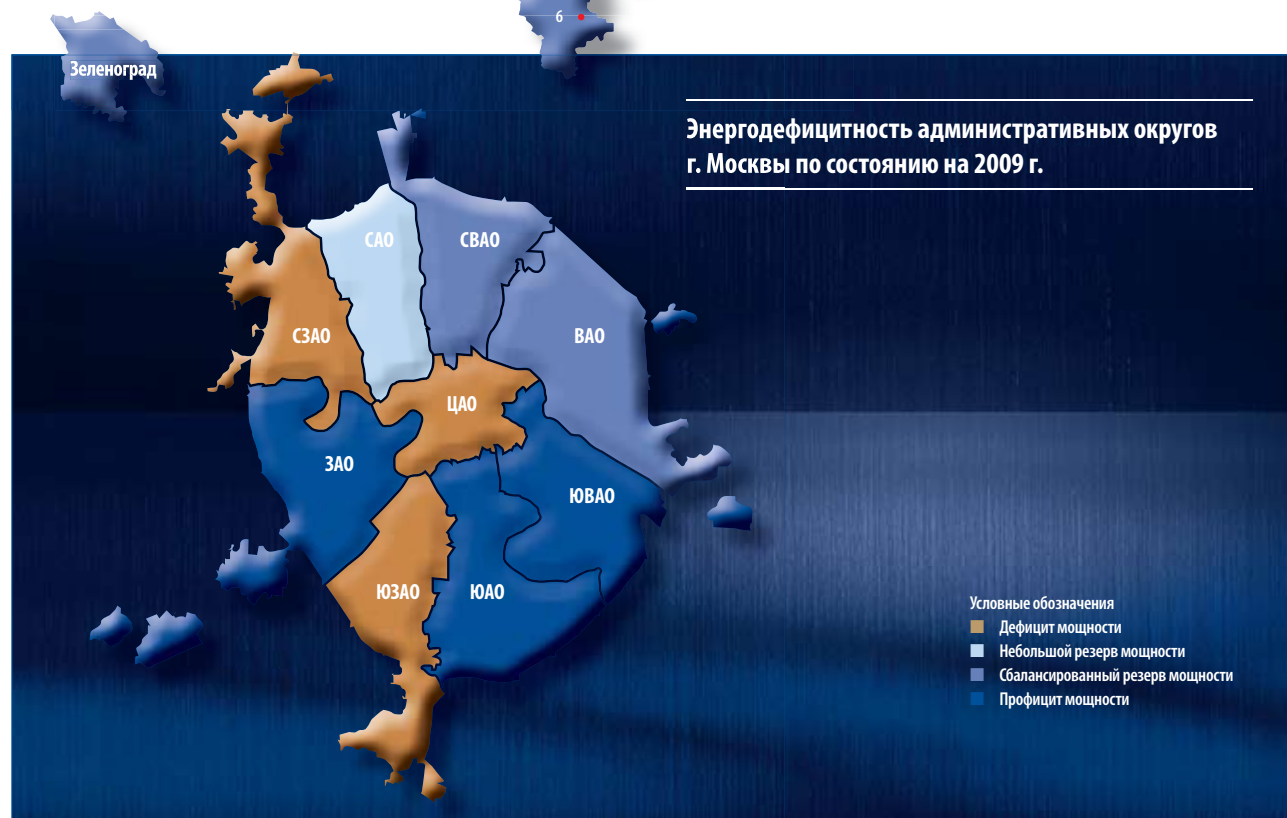 6
Зеленоград
Энергодефицитность административных округов
г. Москвы по состоянию на 2009 г.
САО
СВАО
СЗАО
ВАО
ЦАО
ЗАО
ЮВАО
ЮЗАО
ЮАО
Условные обозначения
Дефицит мощности
Небольшой резерв мощности
Сбалансированный резерв мощности
Профицит мощности